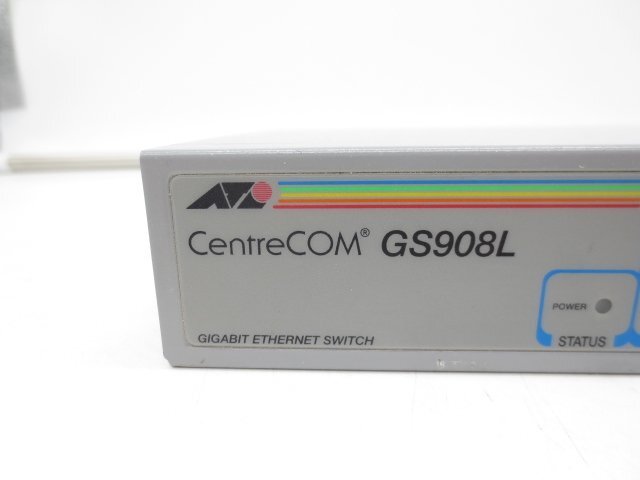 CentreCOM® GS908L
POWER
STATUS
GIGABIT ETHERNET SWITCH